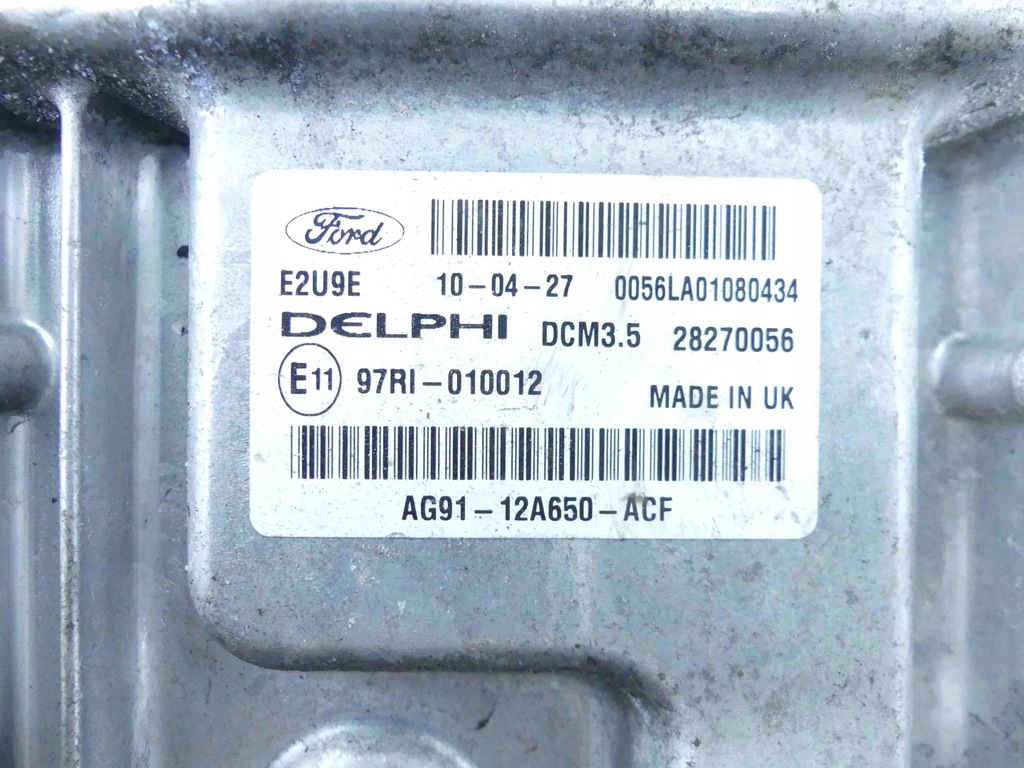 Ford
E2U9E 10-04-27 0056LA01080434
DELPHI DCM3.5 28270056
E11 97RI-010012 MADE IN UK
AG91-12A650-ACF